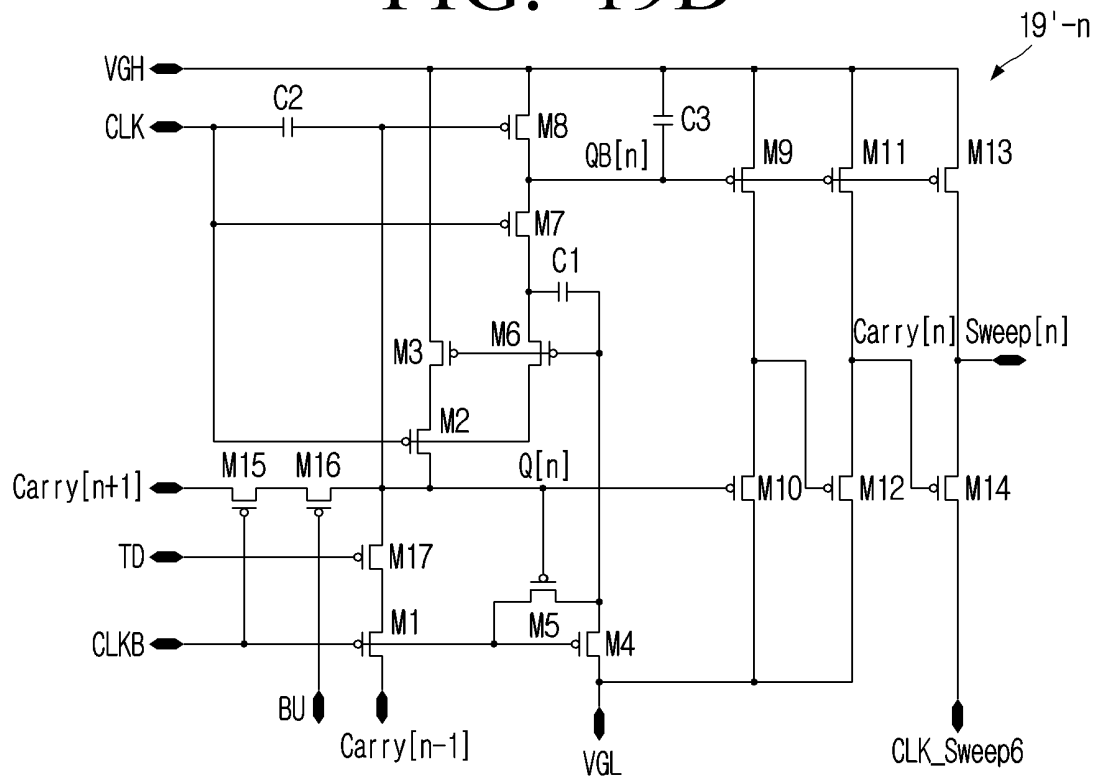 FIG. 19D
19'-n
VGH
CLK
C2
M8
C3
QB[n]
M9
M11
M13
M7
C1
M3
M6
Carry[n]
Sweep[n]
M2
M15
M16
Q[n]
Carry[n+1]
M10
M12
M14
TD
M17
M1
M5
M4
CLKB
BU
Carry[n-1]
VGL
CLK_Sweep6